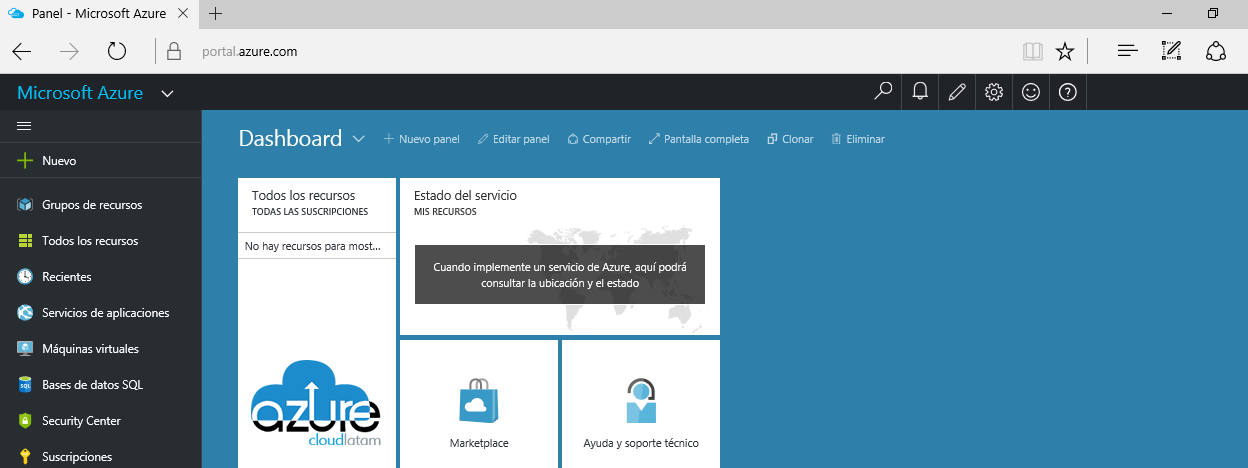 Panel - Microsoft Azure
portal.azure.com
Microsoft Azure
Dashboard
Nuevo panel
Editar panel
Compartir
Pantalla completa
Clonar
Eliminar
Nuevo
Grupos de recursos
Todos los recursos
Recientes
Servicios de aplicaciones
Máquinas virtuales
Bases de datos SQL
SQL
Security Center
Suscripciones
Todos los recursos
TODAS LAS SUSCRIPCIONES
No hay recursos para most...
azure
cloudlatam
Estado del servicio
MIS RECURSOS
Cuando implemente un servicio de Azure, aquí podrá
consultar la ubicación y el estado
Marketplace
Ayuda y soporte técnico